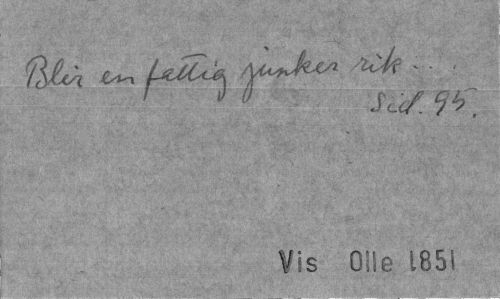 Blir en fattig junker rik...
Sid. 95.
Vis Olle 1851